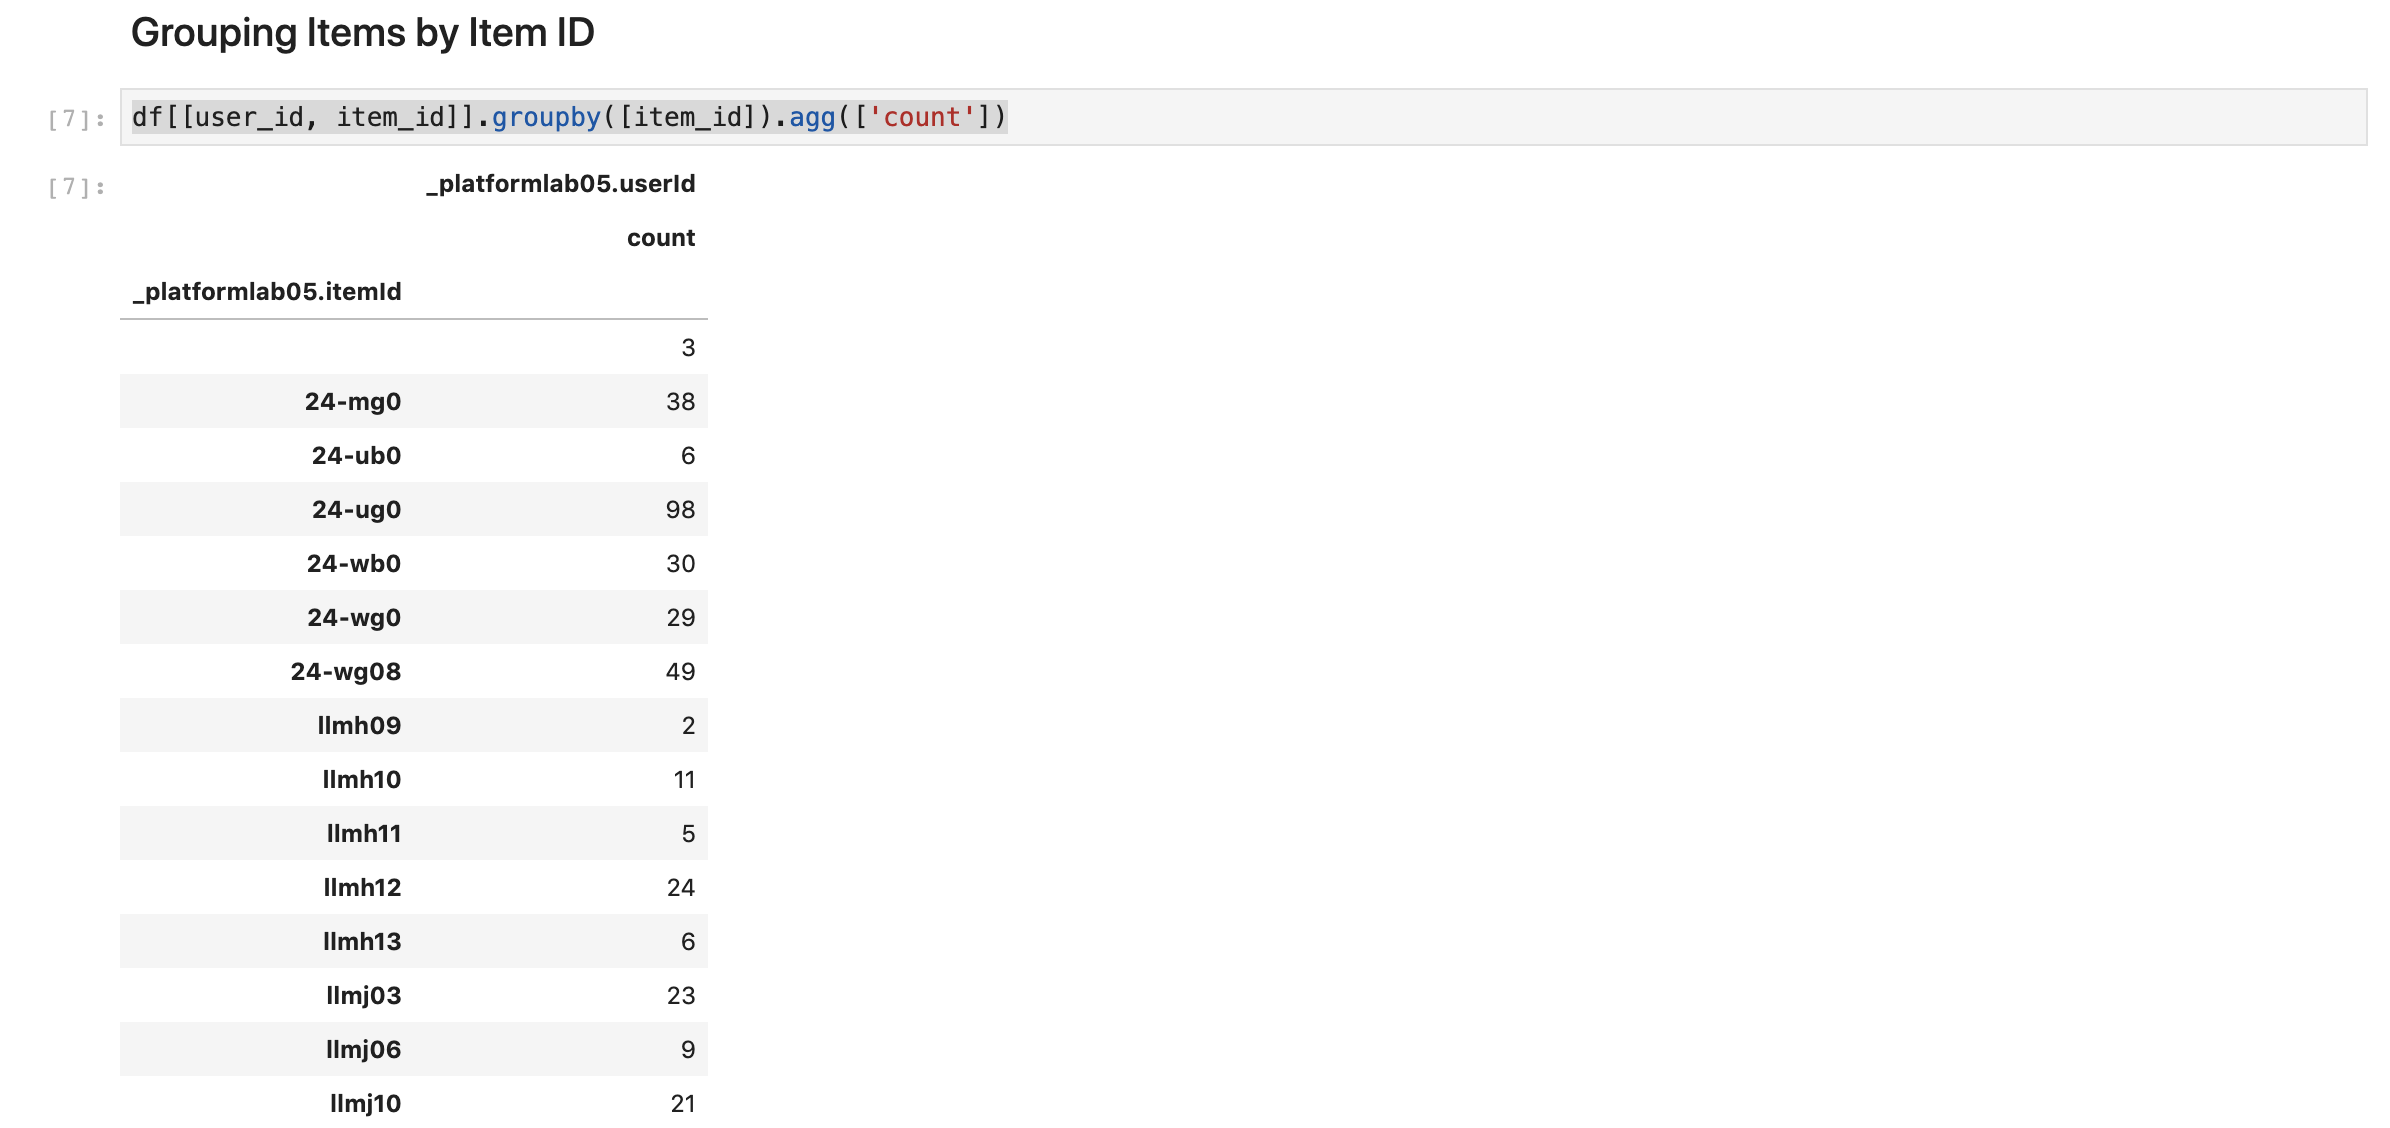 Grouping Items by Item ID
[7]: df[[user_id, item_id]].groupby([item_id]).agg(['count'])
[7]: _platformlab05.userId
count
_platformlab05.itemId
3
24-mg0 38
24-ub0 6
24-ug0 98
24-wb0 30
24-wg0 29
24-wg08 49
llmh09 2
llmh10 11
llmh11 5
llmh12 24
llmh13 6
llmj03 23
llmj06 9
llmj10 21